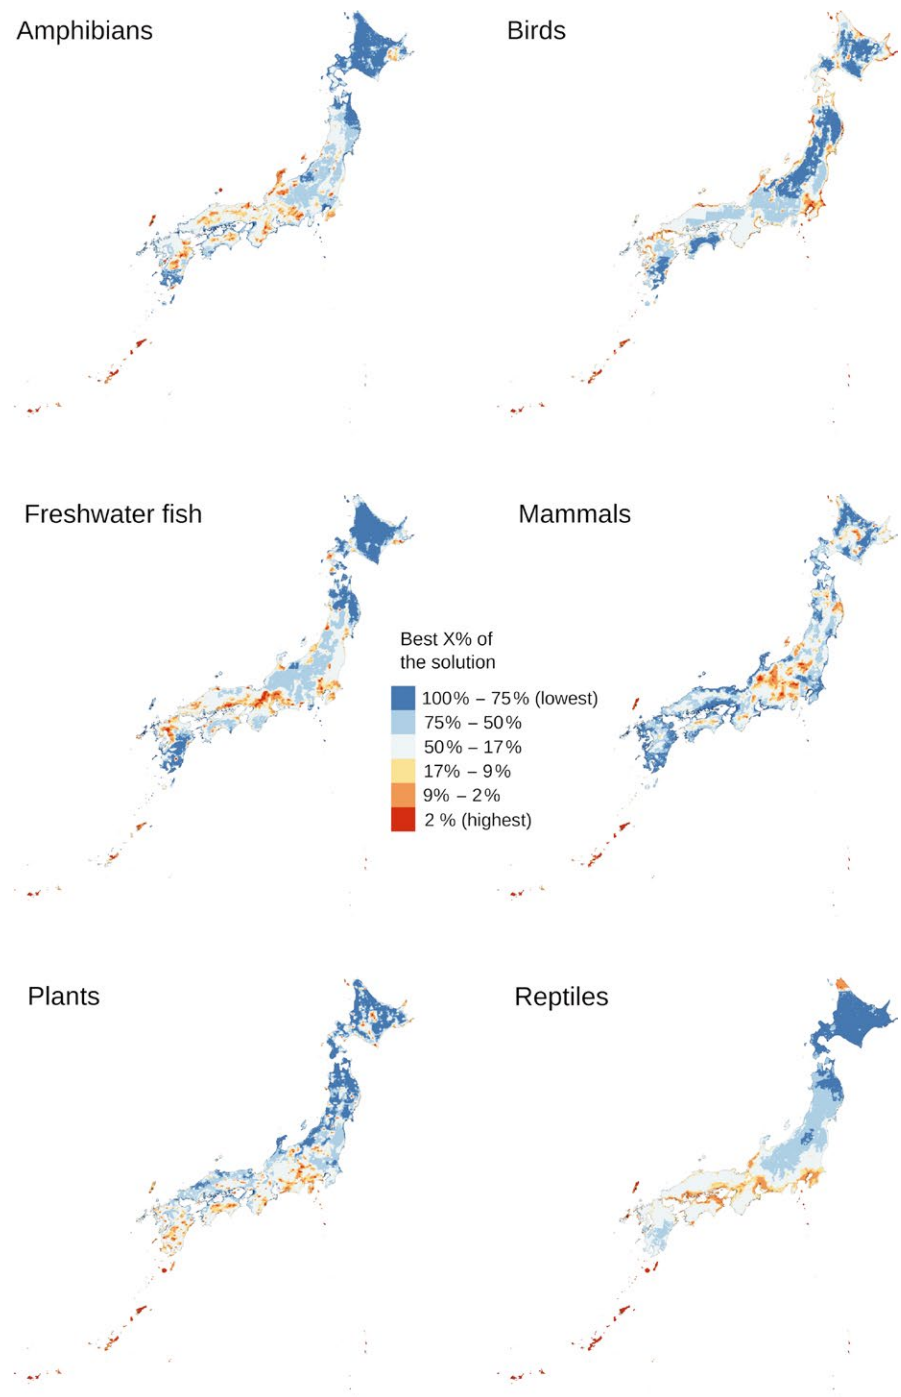 Amphibians
Birds
Freshwater fish
Mammals
Best X% of
the solution
100% – 75% (lowest)
75% – 50%
50% – 17%
17% – 9%
9% – 2%
2 % (highest)
Plants
Reptiles